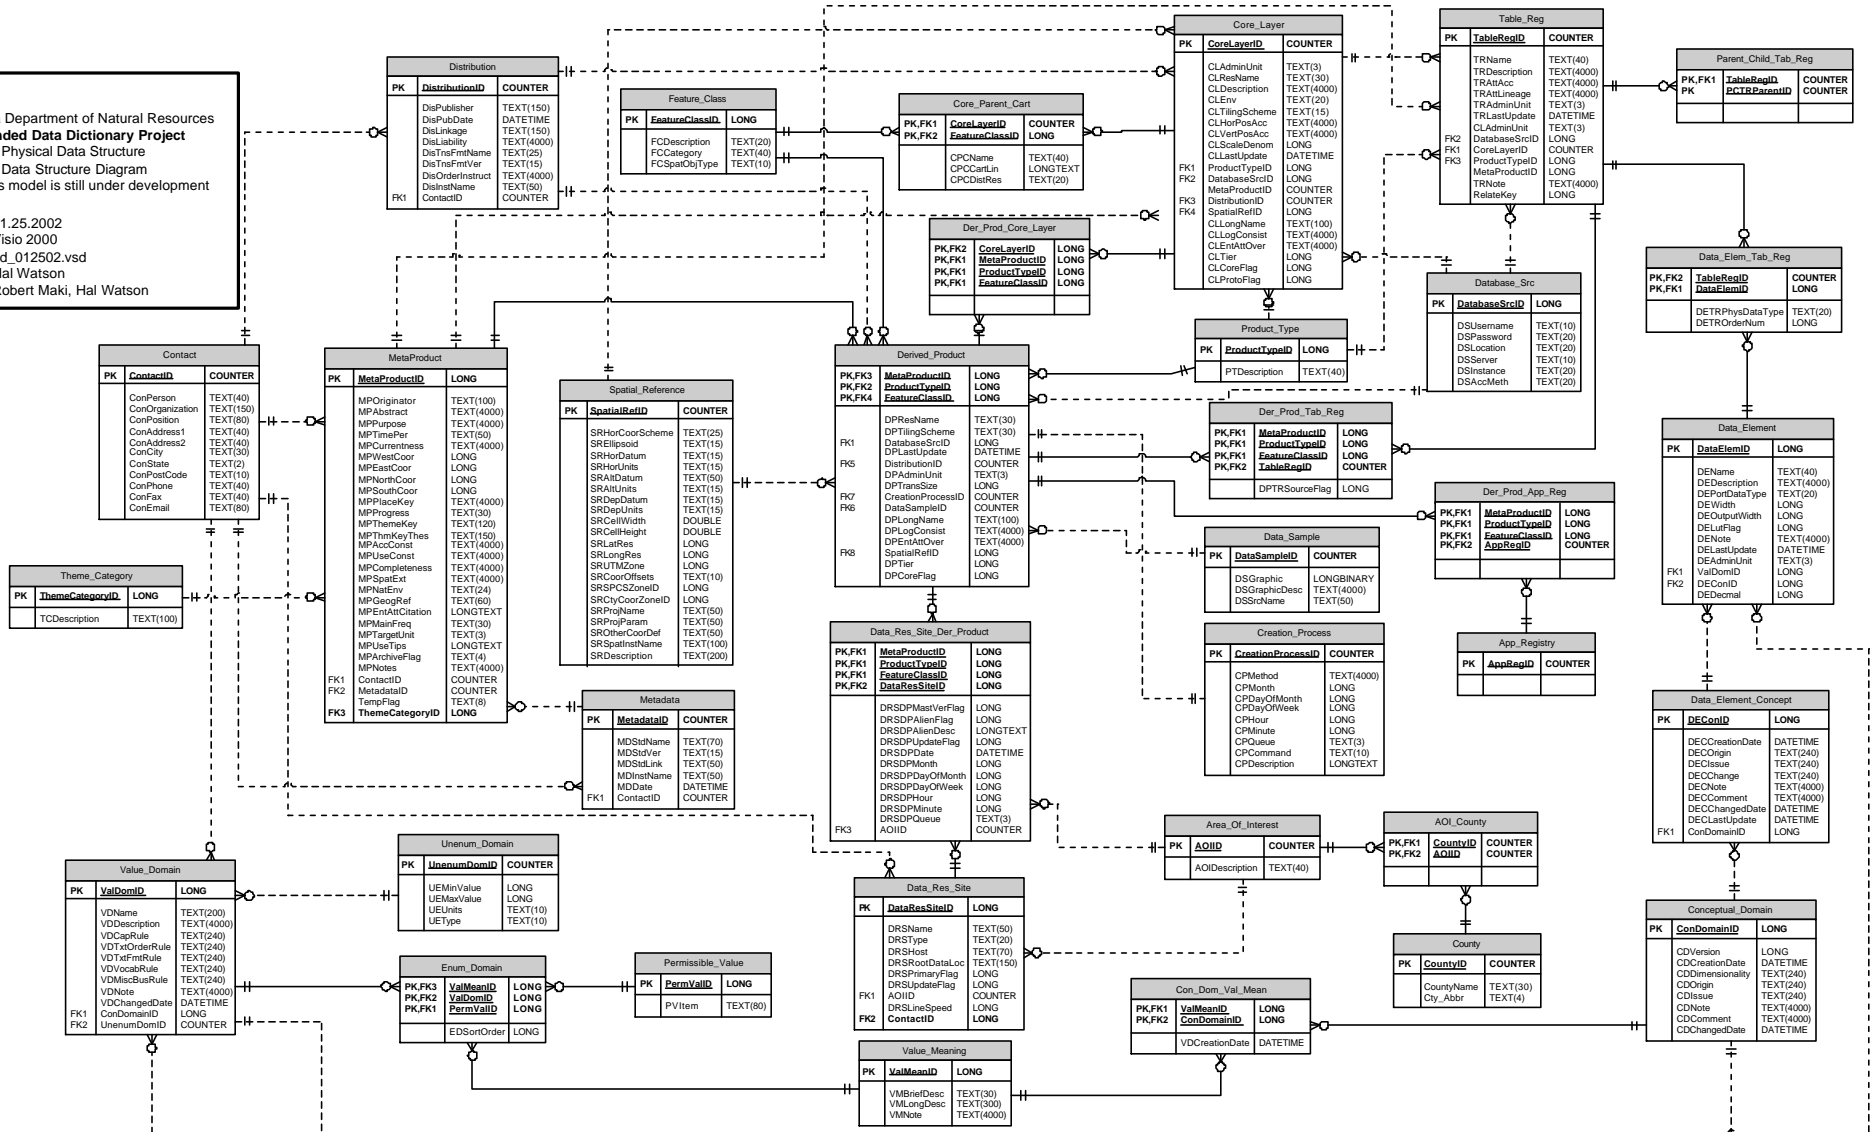 Department of Natural Resources
Data Dictionary Project
Physical Data Structure
Data Structure Diagram
model is still under development
1.25.2002
Visio 2000
d_012502.vsd
Hal Watson
Robert Maki, Hal Watson
Distribution
PK DistributionID COUNTER
DisPublisher TEXT(150)
DisPubDate DATETIME
DisLinkage TEXT(150)
DisLiability TEXT(4000)
DisTnsFmtName TEXT(25)
DisTnsFmtVer TEXT(15)
DisOrderInstruct TEXT(4000)
DisInstName TEXT(50)
FK1 ContactID COUNTER
Feature_Class
PK FeatureClassID LONG
FCDescription TEXT(20)
FCCategory TEXT(40)
FCSpatObjType TEXT(10)
Core_Parent_Cart
PK,FK1 CoreLayerID COUNTER
PK,FK2 FeatureClassID LONG
CPCName TEXT(40)
CPCCartLin LONGTEXT
CPCDistRes TEXT(20)
Core_Layer
PK CoreLayerID COUNTER
CLAdminUnit TEXT(3)
CLResName TEXT(30)
CLDescription TEXT(4000)
CLEnv TEXT(20)
CLTilingScheme TEXT(15)
CLHorPosAcc TEXT(4000)
CLVertPosAcc TEXT(4000)
CLScaleDenom LONG
CLLastUpdate DATETIME
FK1 ProductTypeID LONG
FK2 DatabaseSrcID LONG
MetaProductID COUNTER
FK3 DistributionID COUNTER
FK4 SpatialRefID LONG
CLLongName TEXT(100)
CLLogConsist TEXT(4000)
CLEntAttOver TEXT(4000)
CLTier LONG
CLCoreFlag LONG
CLProtoFlag LONG
Table_Reg
PK TableRegID COUNTER
TRName TEXT(40)
TRDescription TEXT(4000)
TRAttAcc TEXT(4000)
TRAttLineage TEXT(4000)
TRAdminUnit TEXT(3)
TRLastUpdate DATETIME
CLAdminUnit TEXT(3)
FK2 DatabaseSrcID LONG
FK1 CoreLayerID COUNTER
FK3 ProductTypeID LONG
MetaProductID LONG
TRNote TEXT(4000)
RelateKey LONG
Parent_Child_Tab_Reg
PK,FK1 TableRegID COUNTER
PK PCTRParentID COUNTER
Der_Prod_Core_Layer
PK,FK2 CoreLayerID LONG
PK,FK1 MetaProductID LONG
PK,FK1 ProductTypeID LONG
PK,FK1 FeatureClassID LONG
Data_Elem_Tab_Reg
PK,FK2 TableRegID COUNTER
PK,FK1 DataElemID LONG
DETRPhysDataType TEXT(20)
DETROrderNum LONG
Database_Src
PK DatabaseSrcID LONG
DSUsername TEXT(10)
DSPassword TEXT(20)
DSLocation TEXT(20)
DSServer TEXT(10)
DSInstance TEXT(20)
DSAccMeth TEXT(20)
Product_Type
PK ProductTypeID LONG
PTDescription TEXT(40)
Contact
PK ContactID COUNTER
ConPerson TEXT(40)
ConOrganization TEXT(150)
ConPosition TEXT(80)
ConAddress1 TEXT(40)
ConAddress2 TEXT(40)
ConCity TEXT(30)
ConState TEXT(2)
ConPostCode TEXT(10)
ConPhone TEXT(40)
ConFax TEXT(40)
ConEmail TEXT(80)
MetaProduct
PK MetaProductID LONG
MPOriginator TEXT(100)
MPAbstract TEXT(4000)
MPPurpose TEXT(4000)
MPTimePer TEXT(50)
MPCurrentness TEXT(4000)
MPWestCoor LONG
MPEastCoor LONG
MPNorthCoor LONG
MPSouthCoor LONG
MPPlaceKey TEXT(4000)
MPProgress TEXT(30)
MPThemeKey TEXT(120)
MPThmKeyThes TEXT(150)
MPAccConst TEXT(4000)
MPUseConst TEXT(4000)
MPCompleteness TEXT(4000)
MPSpatExt TEXT(4000)
MPNatEnv TEXT(24)
MPGeogRef TEXT(60)
MPEntAttCitation LONGTEXT
MPMainFreq TEXT(30)
MPTargetUnit TEXT(3)
MPUseTips LONGTEXT
MPArchiveFlag TEXT(4)
MPNotes TEXT(4000)
FK1 ContactID COUNTER
FK2 MetadataID COUNTER
TempFlag TEXT(8)
FK3 ThemeCategoryID LONG
Spatial_Reference
PK SpatialRefID COUNTER
SRHorCoorScheme TEXT(25)
SREllipsoid TEXT(15)
SRHorDatum TEXT(15)
SRHorUnits TEXT(15)
SRAltDatum TEXT(50)
SRAltUnits TEXT(15)
SRDepDatum TEXT(15)
SRDepUnits TEXT(15)
SRCellWidth DOUBLE
SRCellHeight DOUBLE
SRLatRes LONG
SRLongRes LONG
SRUTMZone LONG
SRCoorOffsets TEXT(10)
SRSPCSZoneID LONG
SRCtyCoorZoneID LONG
SRProjName TEXT(50)
SRProjParam TEXT(50)
SROtherCoorDef TEXT(50)
SRSpatInstName TEXT(100)
SRDescription TEXT(200)
Derived_Product
PK,FK3 MetaProductID LONG
PK,FK2 ProductTypeID LONG
PK,FK4 FeatureClassID LONG
DPResName TEXT(30)
DPTilingScheme TEXT(30)
FK1 DatabaseSrcID LONG
DPLastUpdate DATETIME
FK5 DistributionID COUNTER
DPAdminUnit TEXT(3)
DPTransSize LONG
FK7 CreationProcessID COUNTER
FK6 DataSampleID COUNTER
DPLongName TEXT(100)
DPLogConsist TEXT(4000)
DPEntAttOver TEXT(4000)
FK8 SpatialRefID LONG
DPTier LONG
DPCoreFlag LONG
Der_Prod_Tab_Reg
PK,FK1 MetaProductID LONG
PK,FK1 ProductTypeID LONG
PK,FK1 FeatureClassID LONG
PK,FK2 TableRegID COUNTER
DPTRSourceFlag LONG
Data_Element
PK DataElemID LONG
DEName TEXT(40)
DEDescription TEXT(4000)
DEPortDataType TEXT(20)
DEWidth LONG
DEOutputWidth LONG
DELutFlag LONG
DENote TEXT(4000)
DELastUpdate DATETIME
DEAdminUnit TEXT(3)
FK1 ValDomID LONG
FK2 DEConID LONG
DEDecmal LONG
Der_Prod_App_Reg
PK,FK1 MetaProductID LONG
PK,FK1 ProductTypeID LONG
PK,FK1 FeatureClassID LONG
PK,FK2 AppRegID COUNTER
Data_Sample
PK DataSampleID COUNTER
DSGraphic LONGBINARY
DSGraphicDesc TEXT(4000)
DSSrcName TEXT(50)
Theme_Category
PK ThemeCategoryID LONG
TCDescription TEXT(100)
Data_Res_Site_Der_Product
PK,FK1 MetaProductID LONG
PK,FK1 ProductTypeID LONG
PK,FK1 FeatureClassID LONG
PK,FK2 DataResSiteID LONG
DRSDPMastVerFlag LONG
DRSDPAlienFlag LONG
DRSDPAlienDesc LONGTEXT
DRSDPUpdateFlag LONG
DRSDPDate DATETIME
DRSDPMonth LONG
DRSDPDayOfMonth LONG
DRSDPDayOfWeek LONG
DRSDPHour LONG
DRSDPMinute LONG
DRSDPQueue TEXT(3)
FK3 AOIID COUNTER
Creation_Process
PK CreationProcessID COUNTER
CPMethod TEXT(4000)
CPMonth LONG
CPDayOfMonth LONG
CPDayOfWeek LONG
CPHour LONG
CPMinute LONG
CPQueue TEXT(3)
CPCommand TEXT(10)
CPDescription LONGTEXT
App_Registry
PK AppRegID COUNTER
Metadata
PK MetadataID COUNTER
MDStdName TEXT(70)
MDStdVer TEXT(15)
MDStdLink TEXT(50)
MDInstName TEXT(50)
MDDate DATETIME
FK1 ContactID COUNTER
Data_Element_Concept
PK DEConID LONG
DECCreationDate DATETIME
DECOrigin TEXT(240)
DECIssue TEXT(240)
DECChange TEXT(240)
DECNote TEXT(4000)
DECComment TEXT(4000)
DECChangedDate DATETIME
DECLastUpdate DATETIME
FK1 ConDomainID LONG
Area_Of_Interest
PK AOIID COUNTER
AOIDescription TEXT(40)
AOI_County
PK,FK1 CountyID COUNTER
PK,FK2 AOIID COUNTER
Unenum_Domain
PK UnenumDomID COUNTER
UEMinValue LONG
UEMaxValue LONG
UEUnits TEXT(10)
UEType TEXT(10)
Value_Domain
PK ValDomID LONG
VDName TEXT(200)
VDDescription TEXT(4000)
VDCapRule TEXT(240)
VDTxtOrderRule TEXT(240)
VDTxtFmtRule TEXT(240)
VDVocabRule TEXT(240)
VDMiscBusRule TEXT(240)
VDNote TEXT(4000)
VDChangedDate DATETIME
FK1 ConDomainID LONG
FK2 UnenumDomID COUNTER
Data_Res_Site
PK DataResSiteID LONG
DRSName TEXT(50)
DRSType TEXT(20)
DRSHost TEXT(70)
DRSRootDataLoc TEXT(150)
DRSPrimaryFlag LONG
DRSUpdateFlag LONG
FK1 AOIID COUNTER
DRSLineSpeed LONG
FK2 ContactID LONG
Conceptual_Domain
PK ConDomainID LONG
CDVersion LONG
CDCreationDate DATETIME
CDDimensionality TEXT(240)
CDOrigin TEXT(240)
CDIssue TEXT(240)
CDNote TEXT(4000)
CDComment TEXT(4000)
CDChangedDate DATETIME
County
PK CountyID COUNTER
CountyName TEXT(30)
Cty_Abbr TEXT(4)
Enum_Domain
PK,FK3 ValMeanID LONG
PK,FK2 ValDomID LONG
PK,FK1 PermValID LONG
EDSortOrder LONG
Permissible_Value
PK PermValID LONG
PVItem TEXT(80)
Con_Dom_Val_Mean
PK,FK1 ValMeanID LONG
PK,FK2 ConDomainID LONG
VDCreationDate DATETIME
Value_Meaning
PK ValMeanID LONG
VMBriefDesc TEXT(30)
VMLongDesc TEXT(300)
VMNote TEXT(4000)